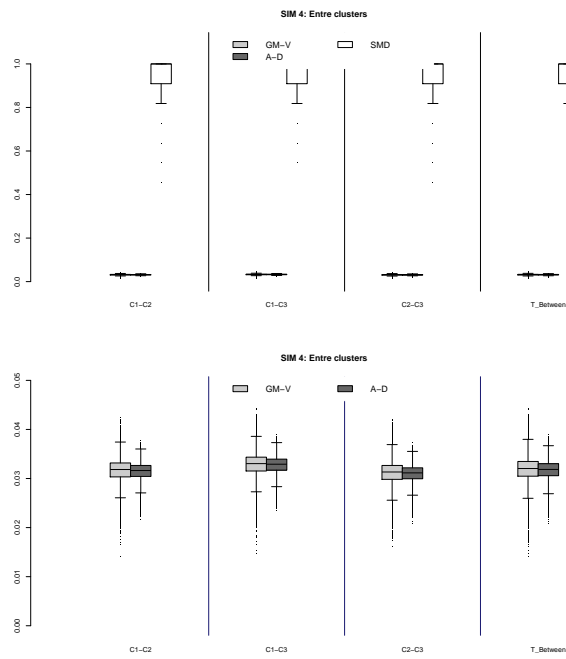 SIM 4: Entre clusters
GM−V SMD
A−D
1.0
0.8
0.6
0.4
0.2
0.0
C1−C2 C1−C3 C2−C3 T_Between
SIM 4: Entre clusters
GM−V A−D
0.05
0.04
0.03
0.02
0.01
0.00
C1−C2 C1−C3 C2−C3 T_Between